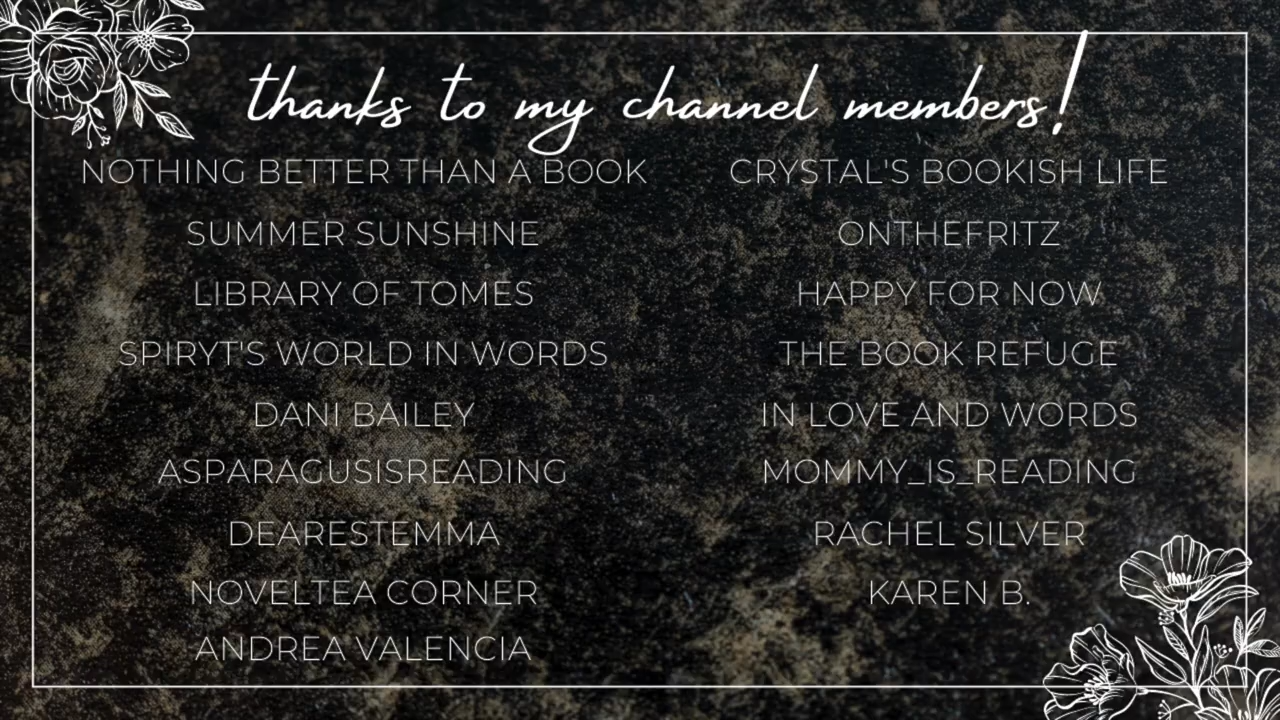 thanks to my channel members!
NOTHING BETTER THAN A BOOK
SUMMER SUNSHINE
LIBRARY OF TOMES
SPIRYT'S WORLD IN WORDS
DANI BAILEY
ASPARAGUSISREADING
DEARESTEMMA
NOVELTEA CORNER
ANDREA VALENCIA
CRYSTAL'S BOOKISH LIFE
ONTHEFRITZ
HAPPY FOR NOW
THE BOOK REFUGE
IN LOVE AND WORDS
MOMMY_IS_READING
RACHEL SILVER
KAREN B.